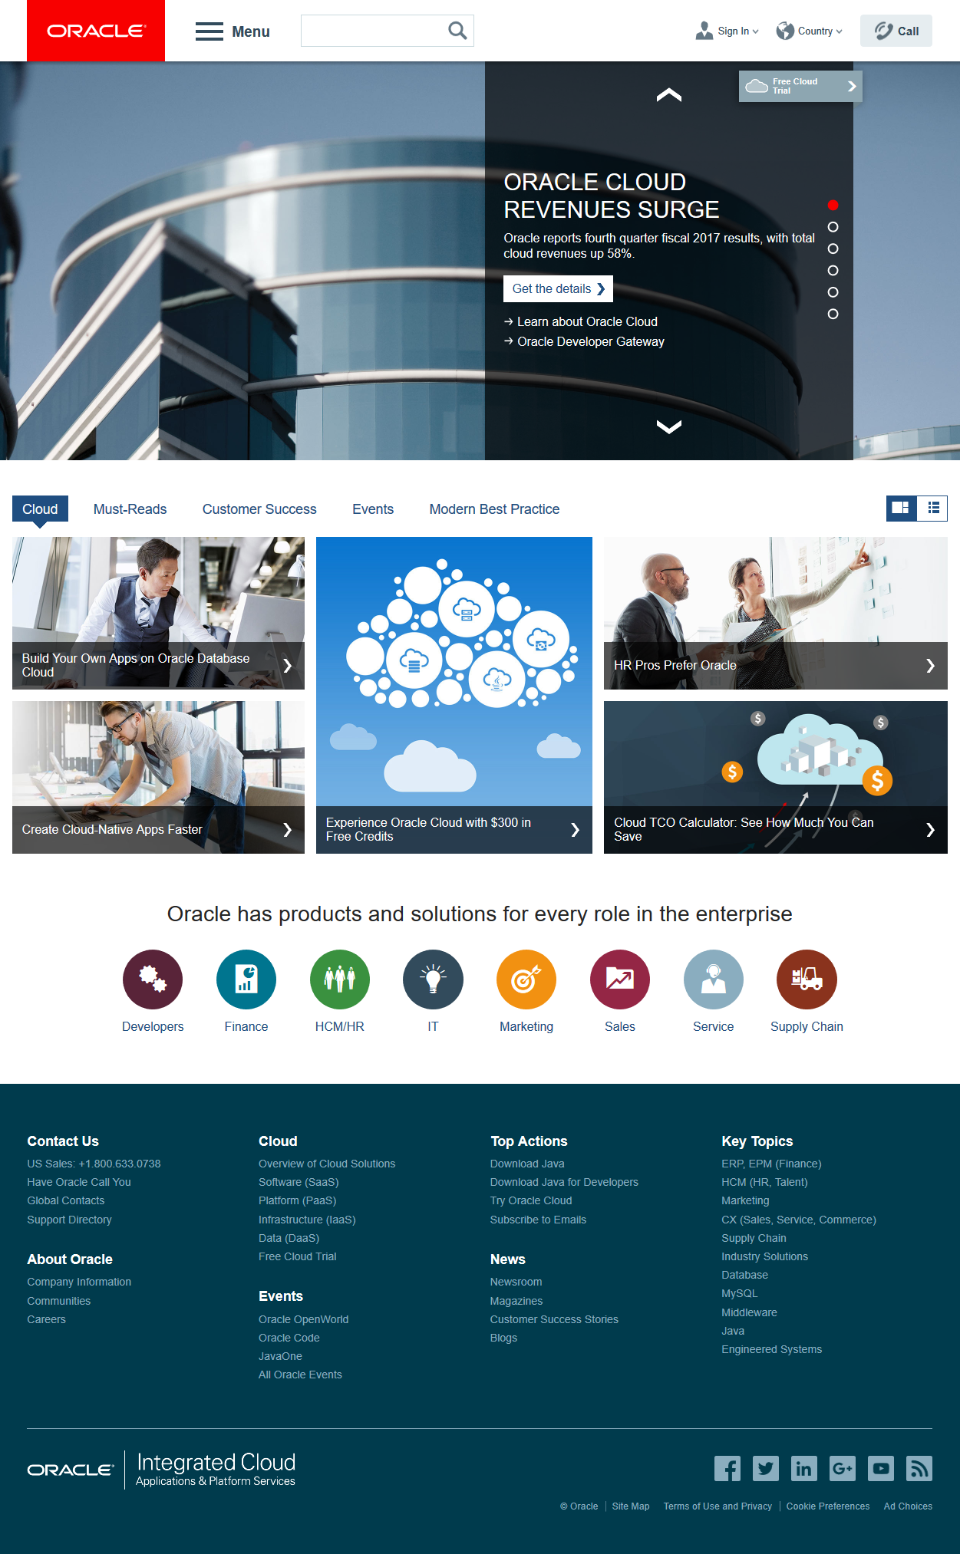 ORACLE
Menu
Sign In
Country
Call
Free Cloud
Trial
ORACLE CLOUD
REVENUES SURGE
Oracle reports fourth quarter fiscal 2017 results, with total
cloud revenues up 58%.
Get the details
Learn about Oracle Cloud
Oracle Developer Gateway
Cloud
Must-Reads
Customer Success
Events
Modern Best Practice
Build Your Own Apps on Oracle Database
Cloud
Create Cloud-Native Apps Faster
Experience Oracle Cloud with $300 in
Free Credits
HR Pros Prefer Oracle
Cloud TCO Calculator: See How Much You Can
Save
Oracle has products and solutions for every role in the enterprise
Developers
Finance
HCM/HR
IT
Marketing
Sales
Service
Supply Chain
Contact Us
US Sales: +1.800.633.0738
Have Oracle Call You
Global Contacts
Support Directory
About Oracle
Company Information
Communities
Careers
Cloud
Overview of Cloud Solutions
Software (SaaS)
Platform (PaaS)
Infrastructure (IaaS)
Data (DaaS)
Free Cloud Trial
Events
Oracle OpenWorld
Oracle Code
JavaOne
All Oracle Events
Top Actions
Download Java
Download Java for Developers
Try Oracle Cloud
Subscribe to Emails
News
Newsroom
Magazines
Customer Success Stories
Blogs
Key Topics
ERP, EPM (Finance)
HCM (HR, Talent)
Marketing
CX (Sales, Service, Commerce)
Supply Chain
Industry Solutions
Database
MySQL
Middleware
Java
Engineered Systems
ORACLE
Integrated Cloud
Applications & Platform Services
© Oracle | Site Map
Terms of Use and Privacy | Cookie Preferences
Ad Choices